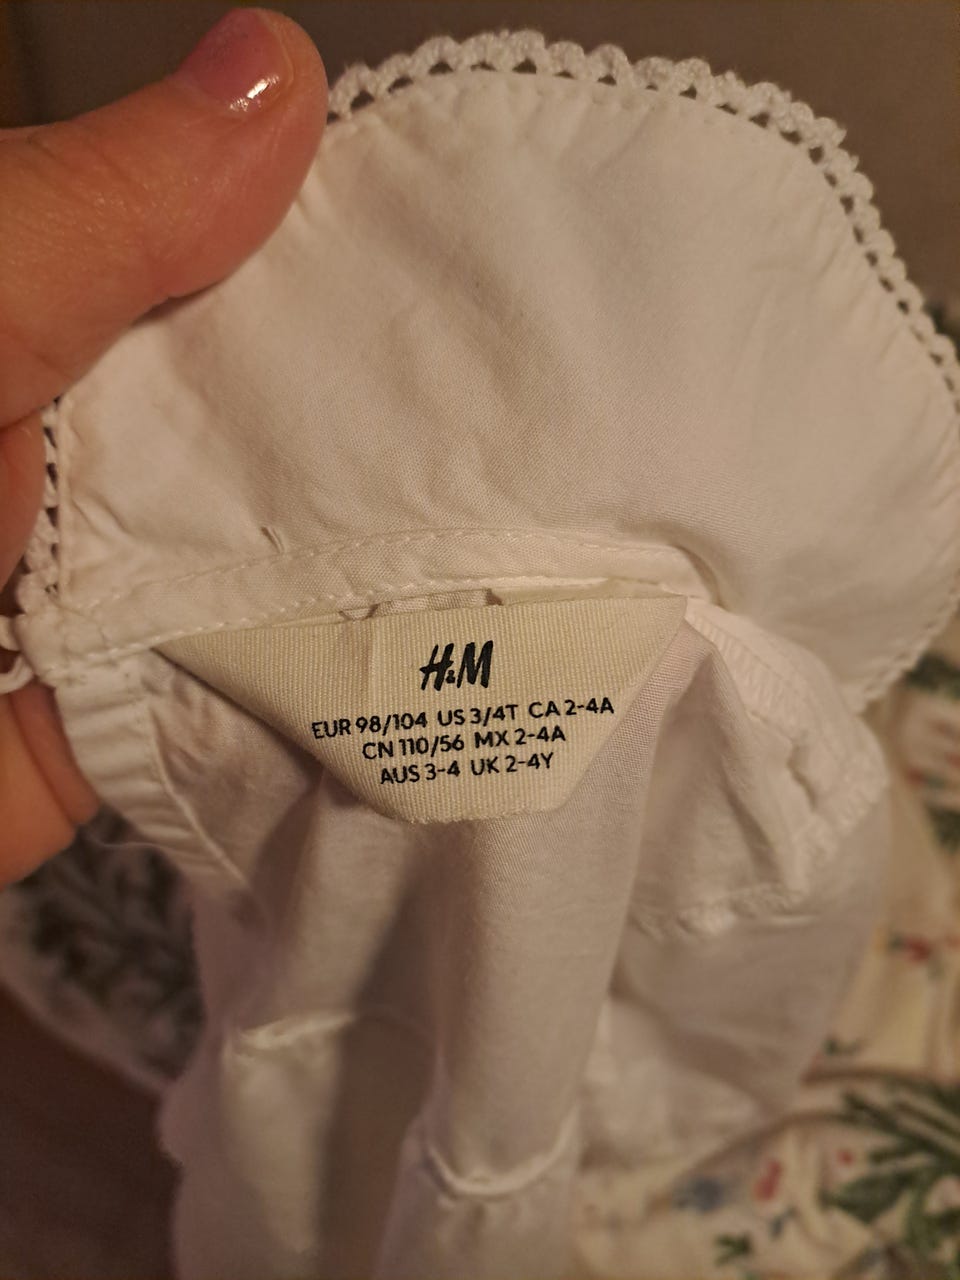 H&M
EUR 98/104 US 3/4T CA 2-4A
CN 110/56 MX 2-4A
AUS 3-4 UK 2-4Y